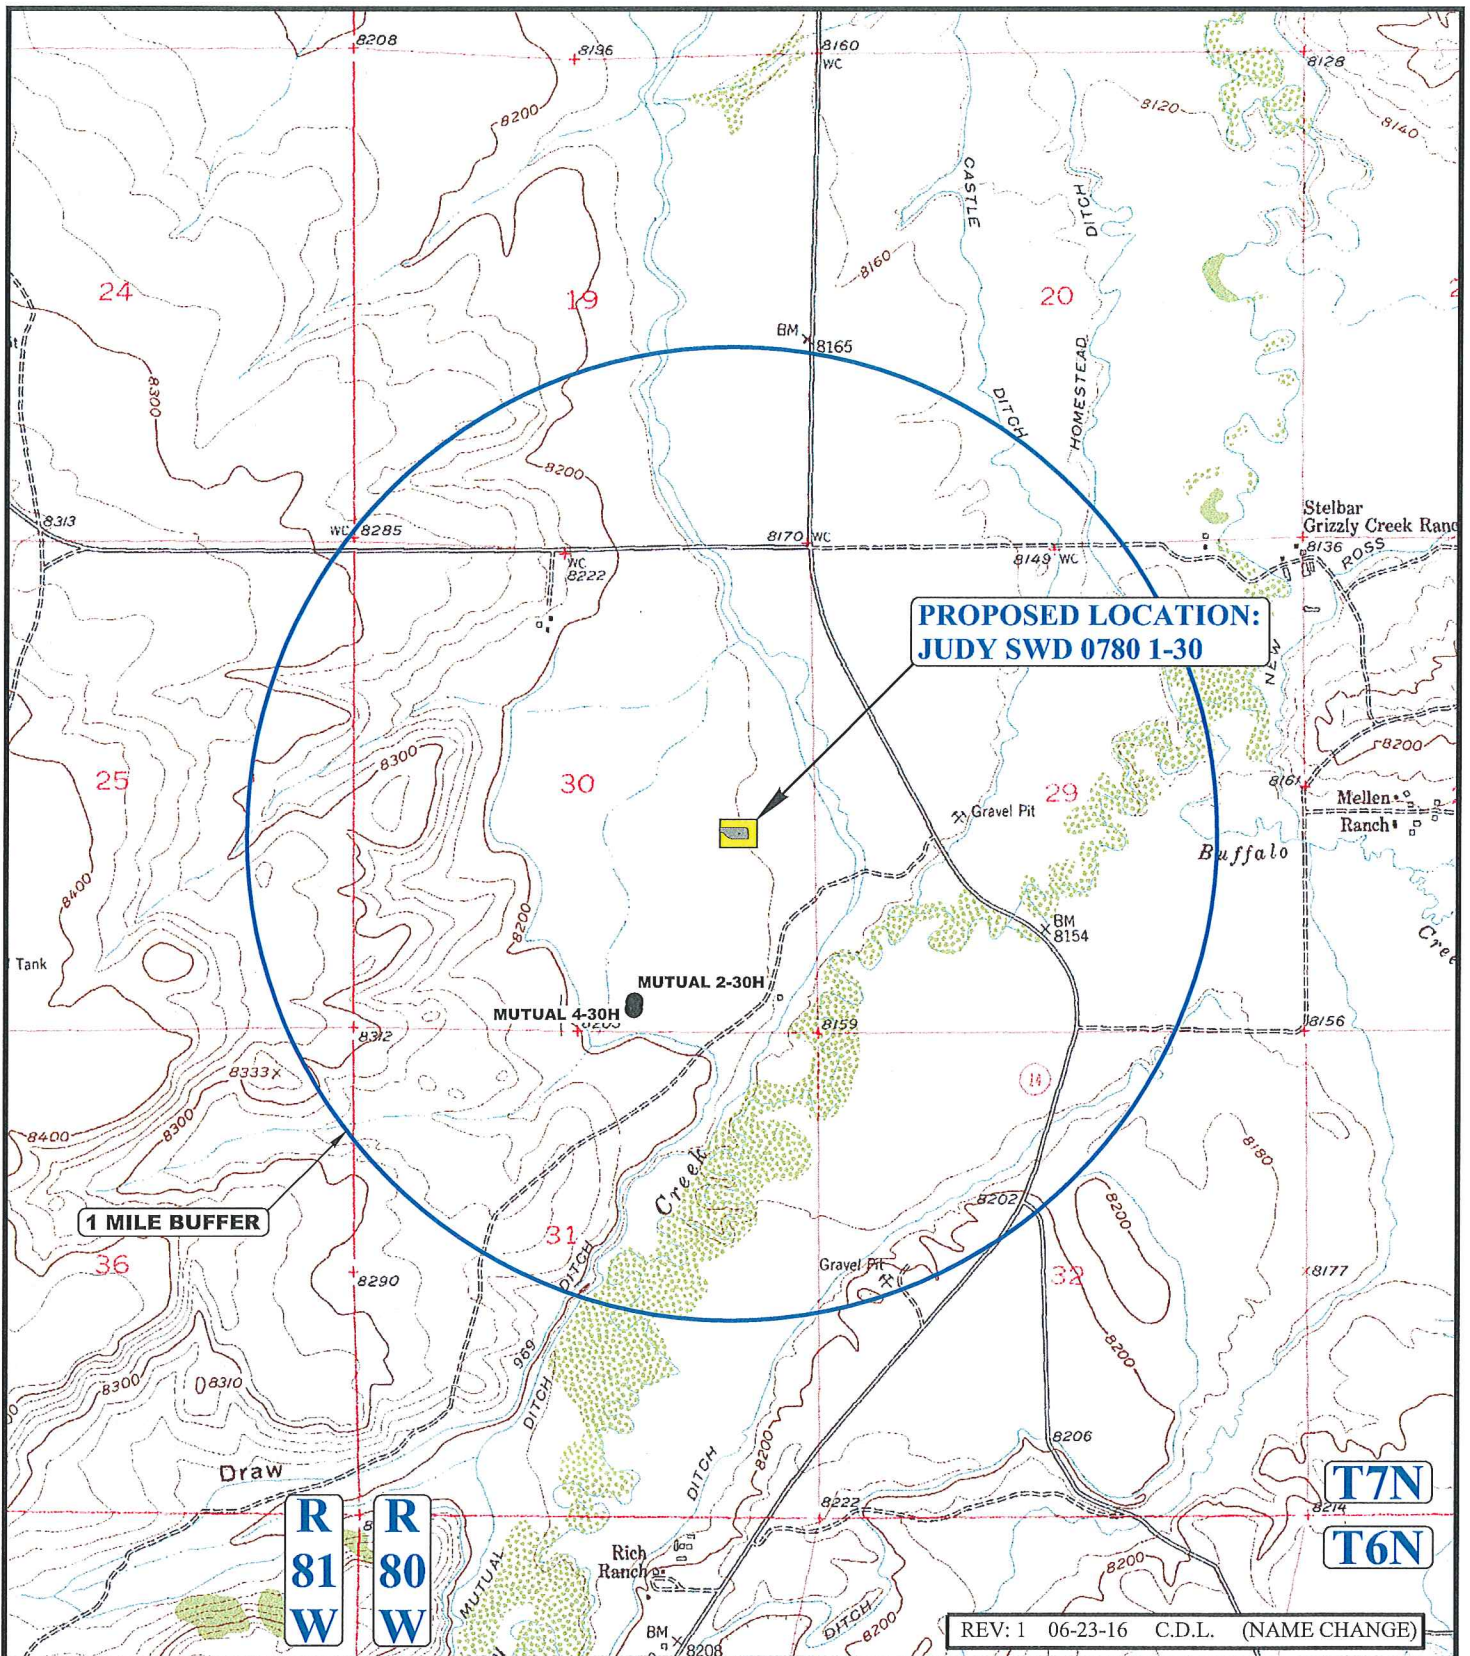 8208
8196
8160
WC
8128
8200
8120
8140
CASTLE
DITCH
8160
24
19
20
BM
8165
8300
DITCH
HOMESTEAD
8200
8313
WC
8285
8170
WC
Stelbar
Grizzly Creek Ranc
8136
ROSS
WC
8222
8149
WC
PROPOSED LOCATION:
JUDY SWD 0780 1-30
NEW
8300
8200
25
30
29
8161
Mellen
Ranch
Gravel Pit
Buffalo
8400
8200
BM
8154
Cree
Tank
MUTUAL 2-30H
MUTUAL 4-30H
8312
8159
8156
8333
14
8400
8300
8180
Creek
8202
8200
1 MILE BUFFER
31
36
DITCH
Gravel Pit
32
8290
8177
969
8200
8300
8310
DITCH
8206
Draw
8200
DITCH
T7N
8222
8214
R
81
W
R
80
W
T6N
Rich
Ranch
8200
MUTUAL
DITCH
8200
BM
8208
REV: 1 06-23-16 C.D.L. (NAME CHANGE)